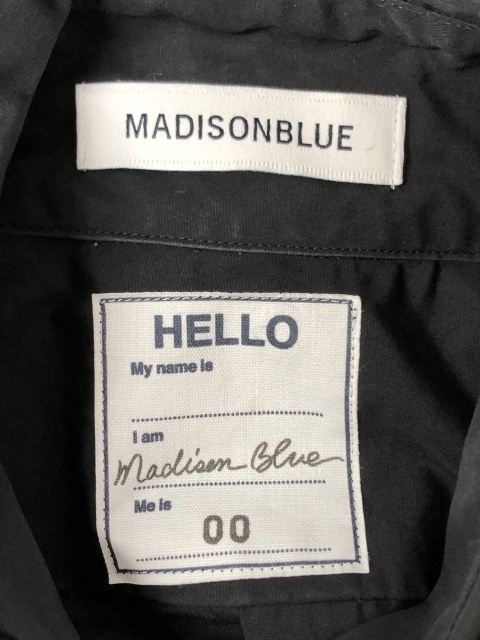 MADISONBLUE
HELLO
My name is
I am
Madison Blue
Me is
00